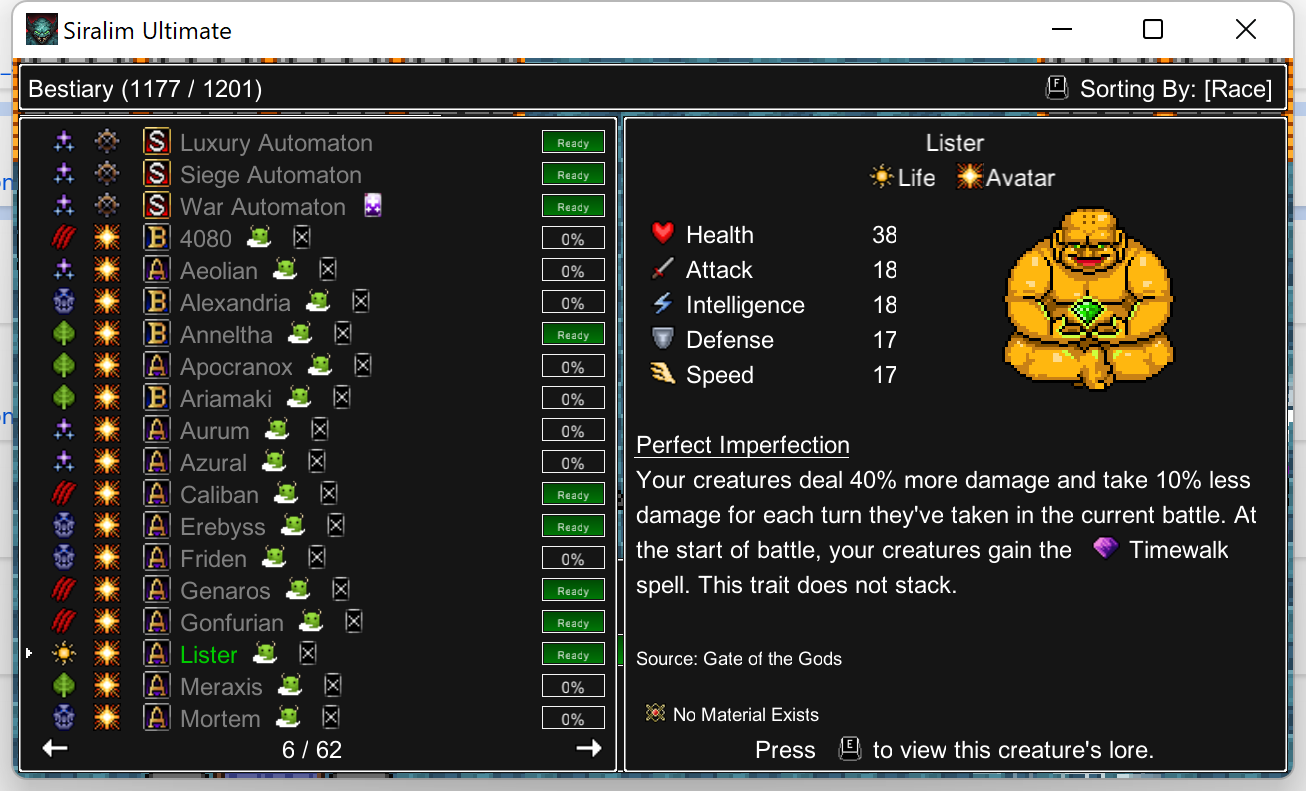 Siralim Ultimate
Bestiary (1177 / 1201)
F Sorting By: [Race]
S Luxury Automaton Ready
S Siege Automaton Ready
S War Automaton Ready
B 4080 0%
A Aeolian 0%
B Alexandria 0%
B Anneltha Ready
A Apocranox 0%
B Ariamaki 0%
A Aurum 0%
A Azural 0%
A Caliban Ready
A Erebyss Ready
A Friden 0%
A Genaros Ready
A Gonfurian Ready
A Lister Ready
A Meraxis 0%
A Mortem 0%
6 / 62
Lister
Life Avatar
Health 38
Attack 18
Intelligence 18
Defense 17
Speed 17
Perfect Imperfection
Your creatures deal 40% more damage and take 10% less
damage for each turn they've taken in the current battle. At
the start of battle, your creatures gain the Timewalk
spell. This trait does not stack.
Source: Gate of the Gods
No Material Exists
Press E to view this creature's lore.